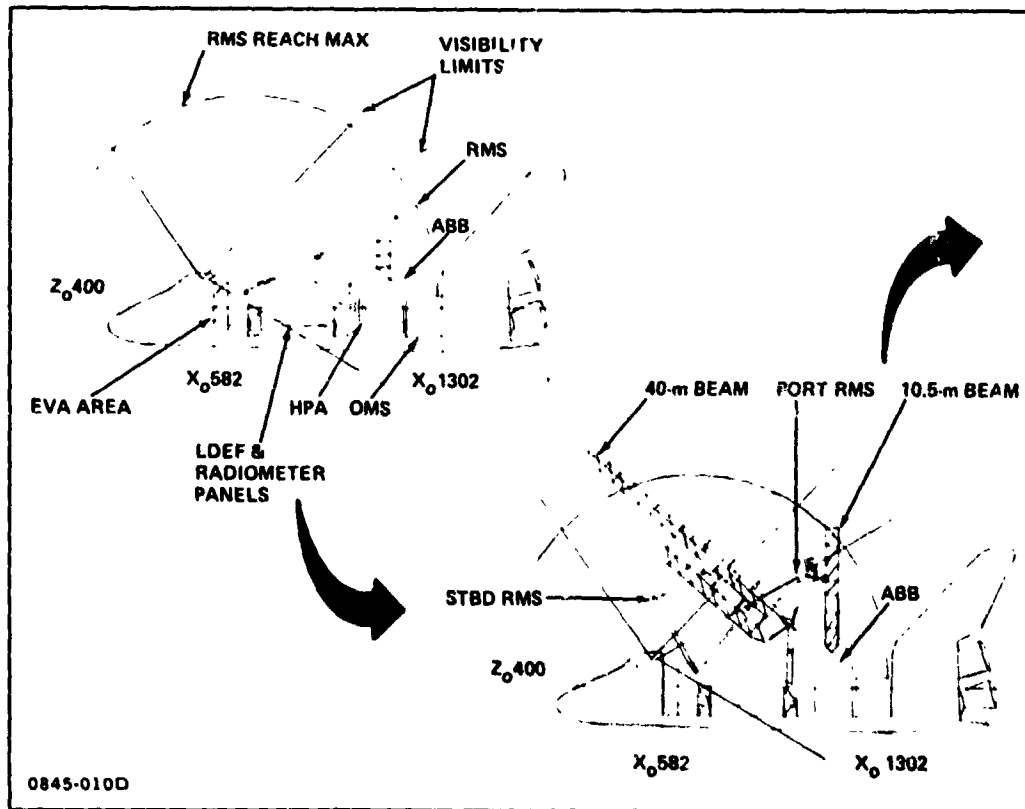 RMS REACH MAX
VISIBILITY
LIMITS
RMS
ABB
Z₀400
X₀582
X₀1302
EVA AREA
HPA
OMS
LDEF &
RADIOMETER
PANELS
40-m BEAM
PORT RMS
10.5-m BEAM
STBD RMS
ABB
Z₀400
X₀582
X₀ 1302
0845-010D